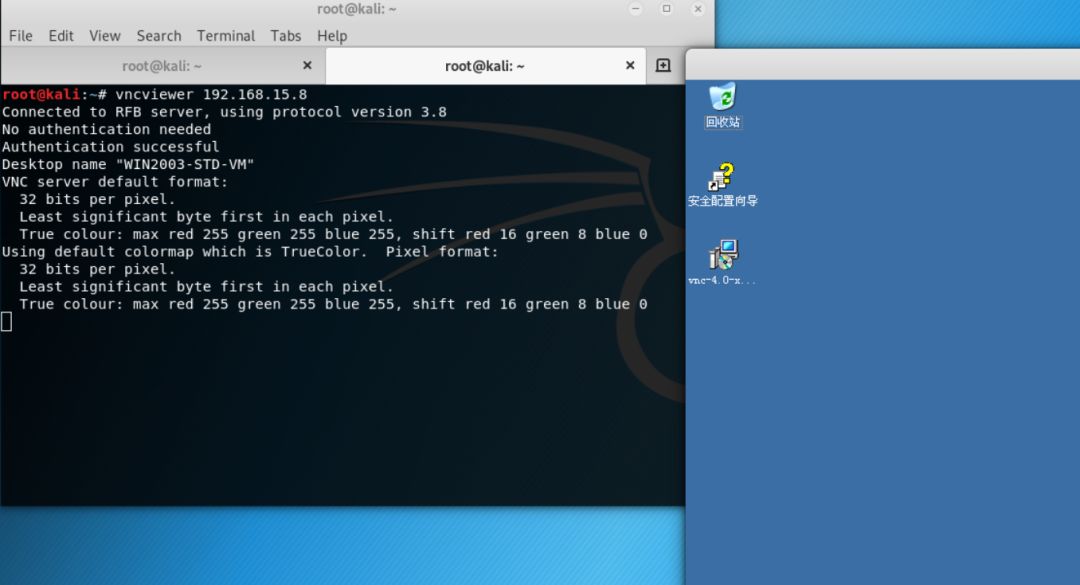 root@kali: ~
File Edit View Search Terminal Tabs Help
root@kali: ~
root@kali: ~
root@kali:~# vncviewer 192.168.15.8
Connected to RFB server, using protocol version 3.8
No authentication needed
Authentication successful
Desktop name "WIN2003-STD-VM"
VNC server default format:
  32 bits per pixel.
  Least significant byte first in each pixel.
  True colour: max red 255 green 255 blue 255, shift red 16 green 8 blue 0
Using default colormap which is TrueColor.  Pixel format:
  32 bits per pixel.
  Least significant byte first in each pixel.
  True colour: max red 255 green 255 blue 255, shift red 16 green 8 blue 0
回收站
安全配置向导
vnc-4.0-x...